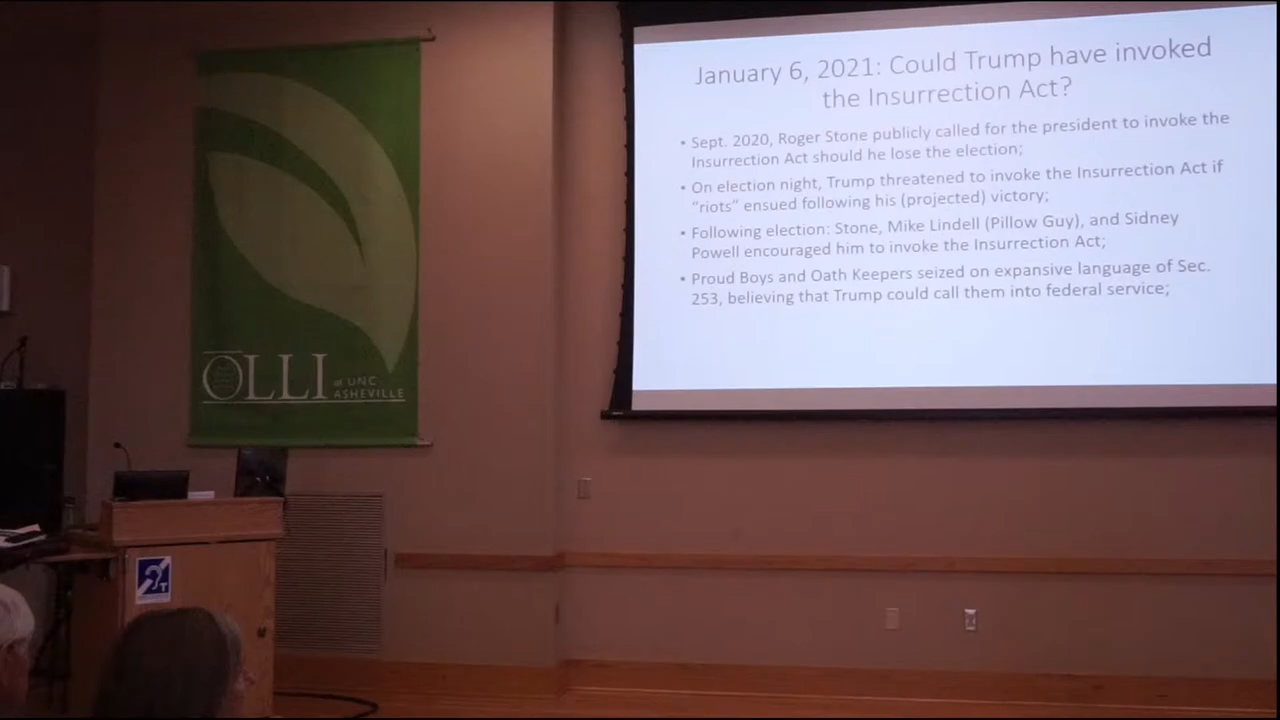 January 6, 2021: Could Trump have invoked
the Insurrection Act?
• Sept. 2020, Roger Stone publicly called for the president to invoke the
Insurrection Act should he lose the election;
• On election night, Trump threatened to invoke the Insurrection Act if
"riots" ensued following his (projected) victory;
• Following election: Stone, Mike Lindell (Pillow Guy), and Sidney
Powell encouraged him to invoke the Insurrection Act;
• Proud Boys and Oath Keepers seized on expansive language of Sec.
253, believing that Trump could call them into federal service;
OLLI
at UNC
ASHEVILLE
T